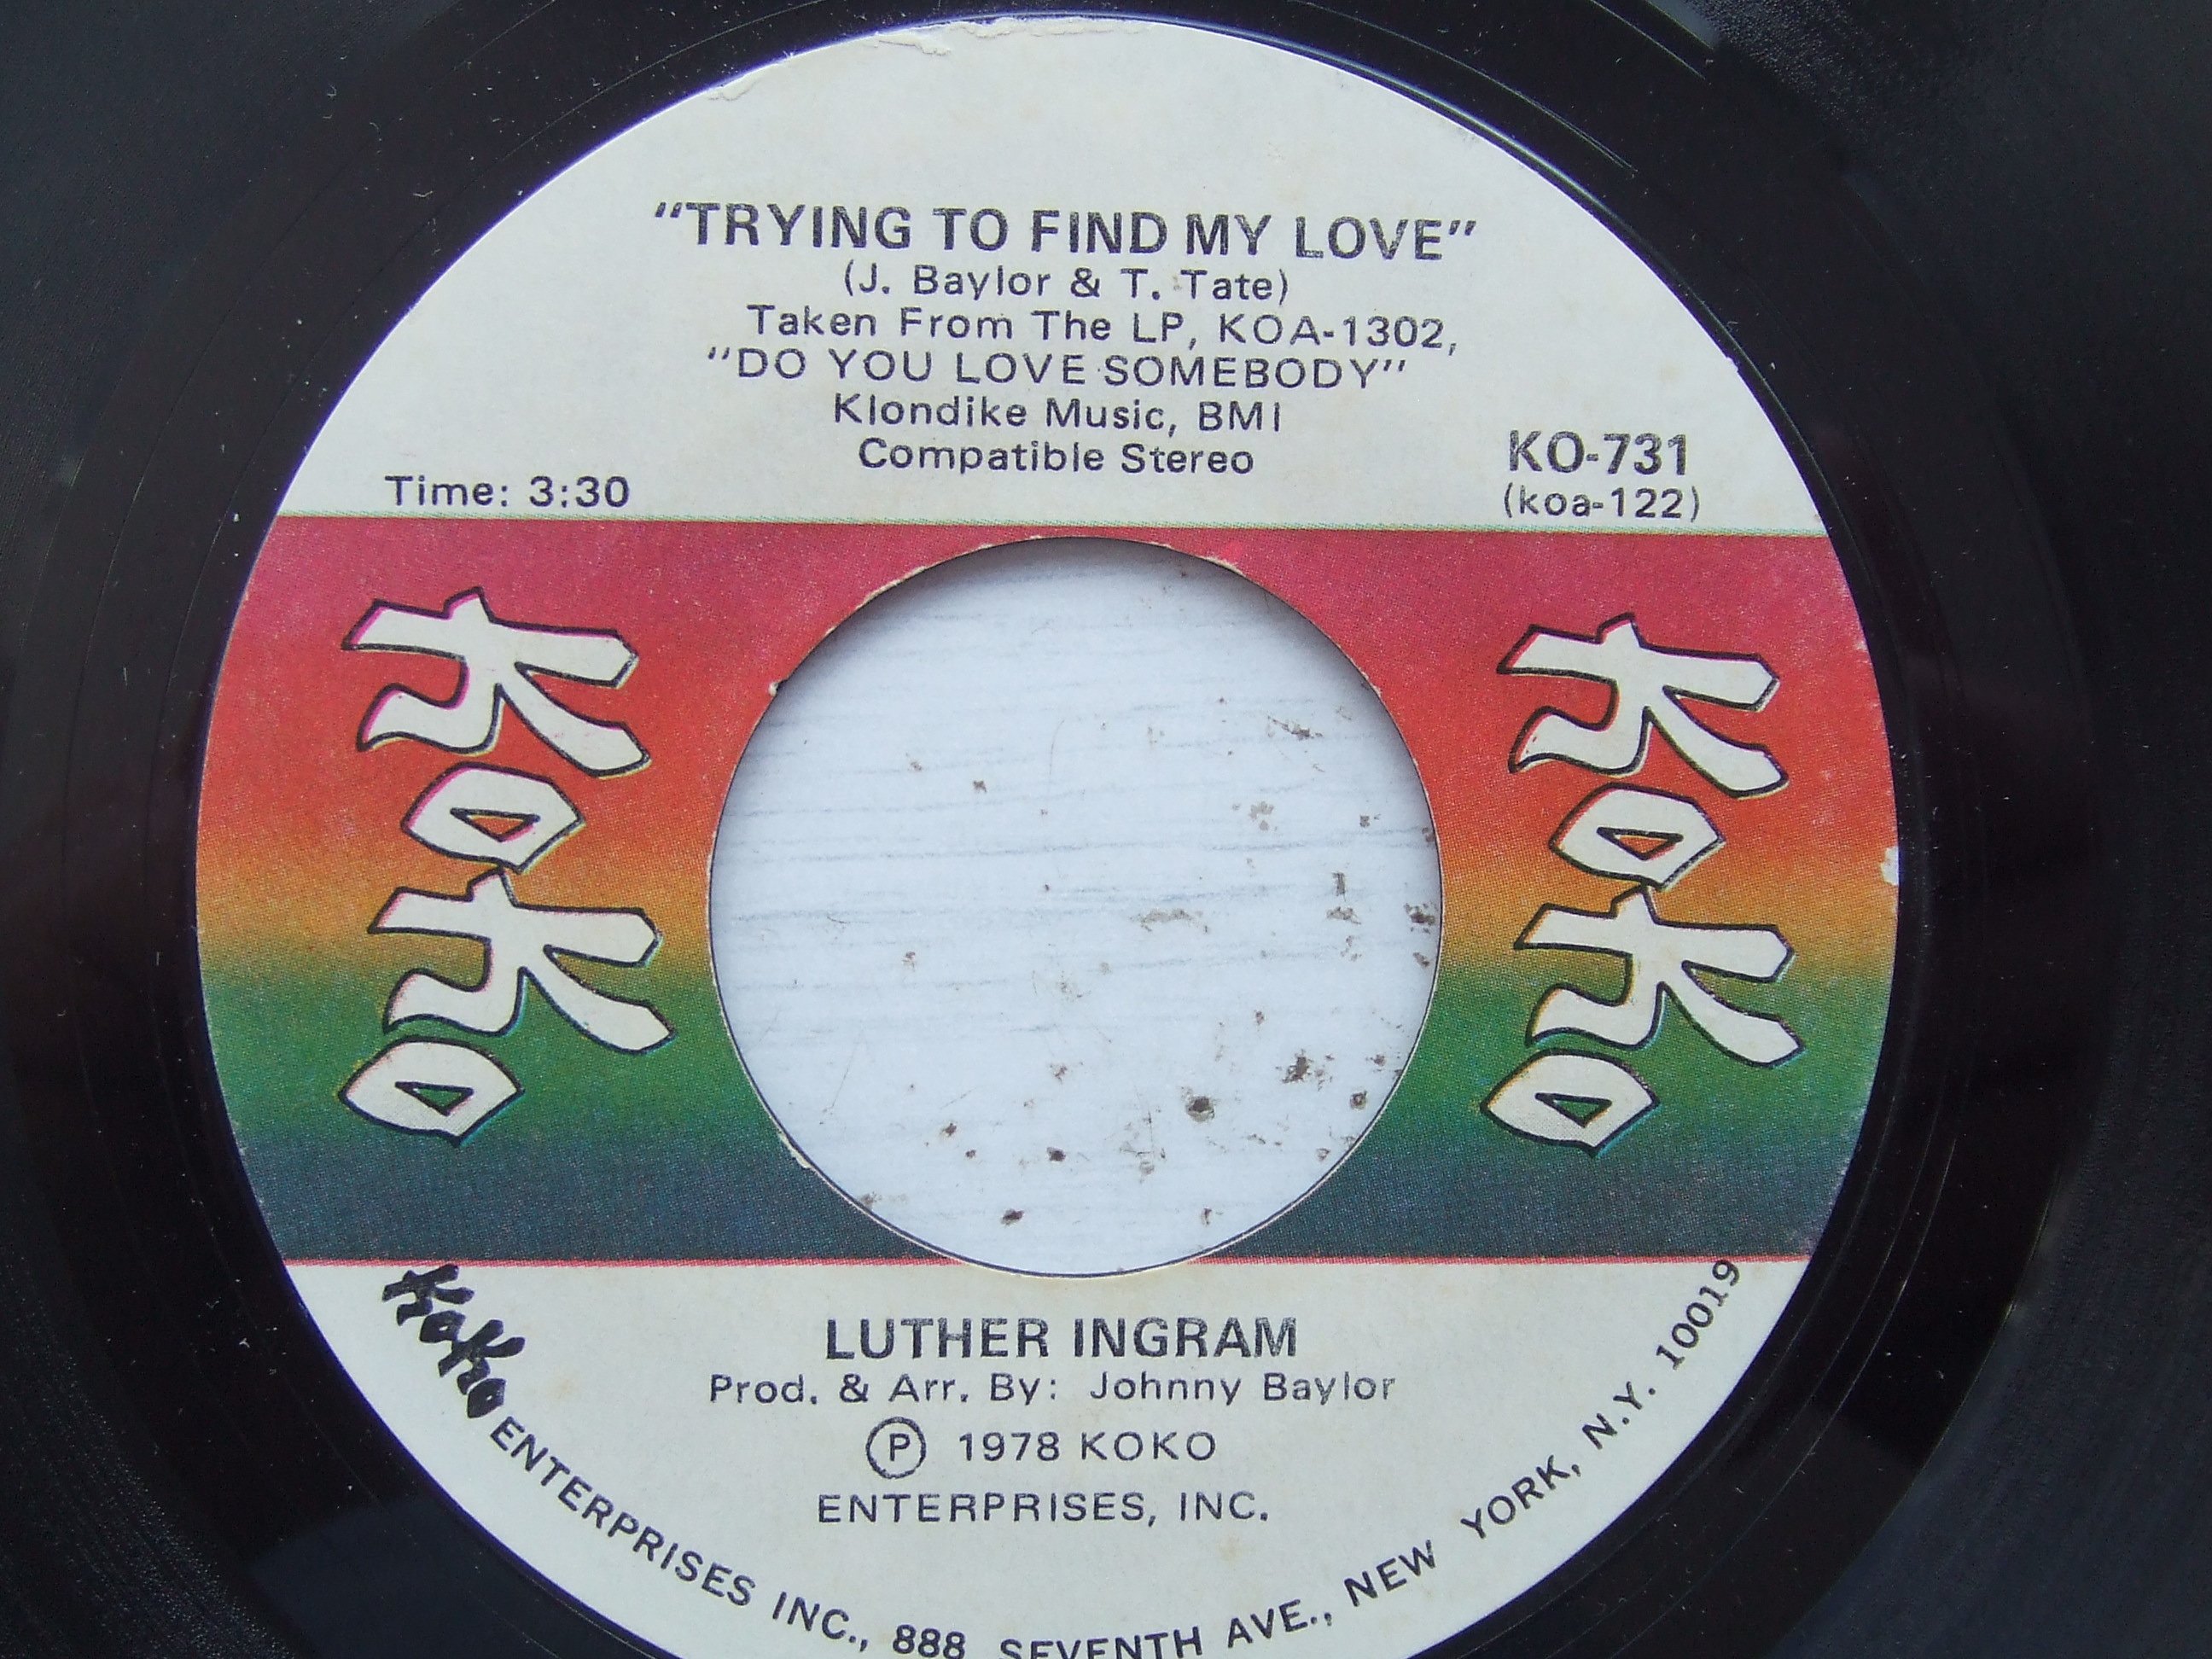 "TRYING TO FIND MY LOVE"
(J. Baylor & T. Tate)
Taken From The LP, KOA-1302,
"DO YOU LOVE SOMEBODY"
Klondike Music, BMI
Compatible Stereo
Time: 3:30
KO-731
(koa-122)
KoKo
KoKo
LUTHER INGRAM
Prod. & Arr. By: Johnny Baylor
Ⓟ 1978 KOKO
ENTERPRISES, INC.
KoKo ENTERPRISES INC., 888 SEVENTH AVE., NEW YORK, N.Y. 10019